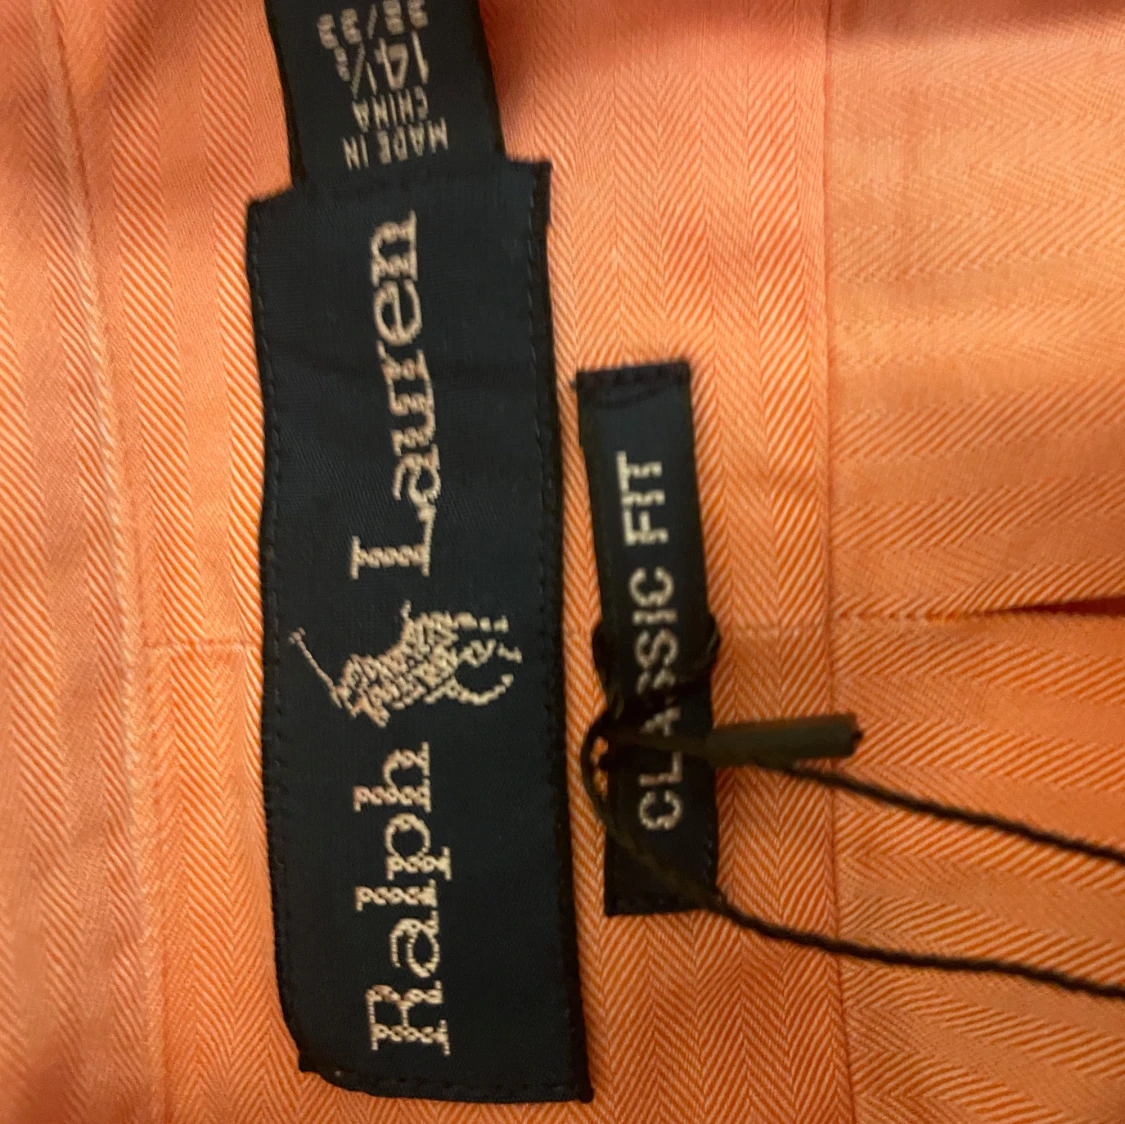 Ralph Lauren
MADE IN
CHINA
14½
CLASSIC FIT